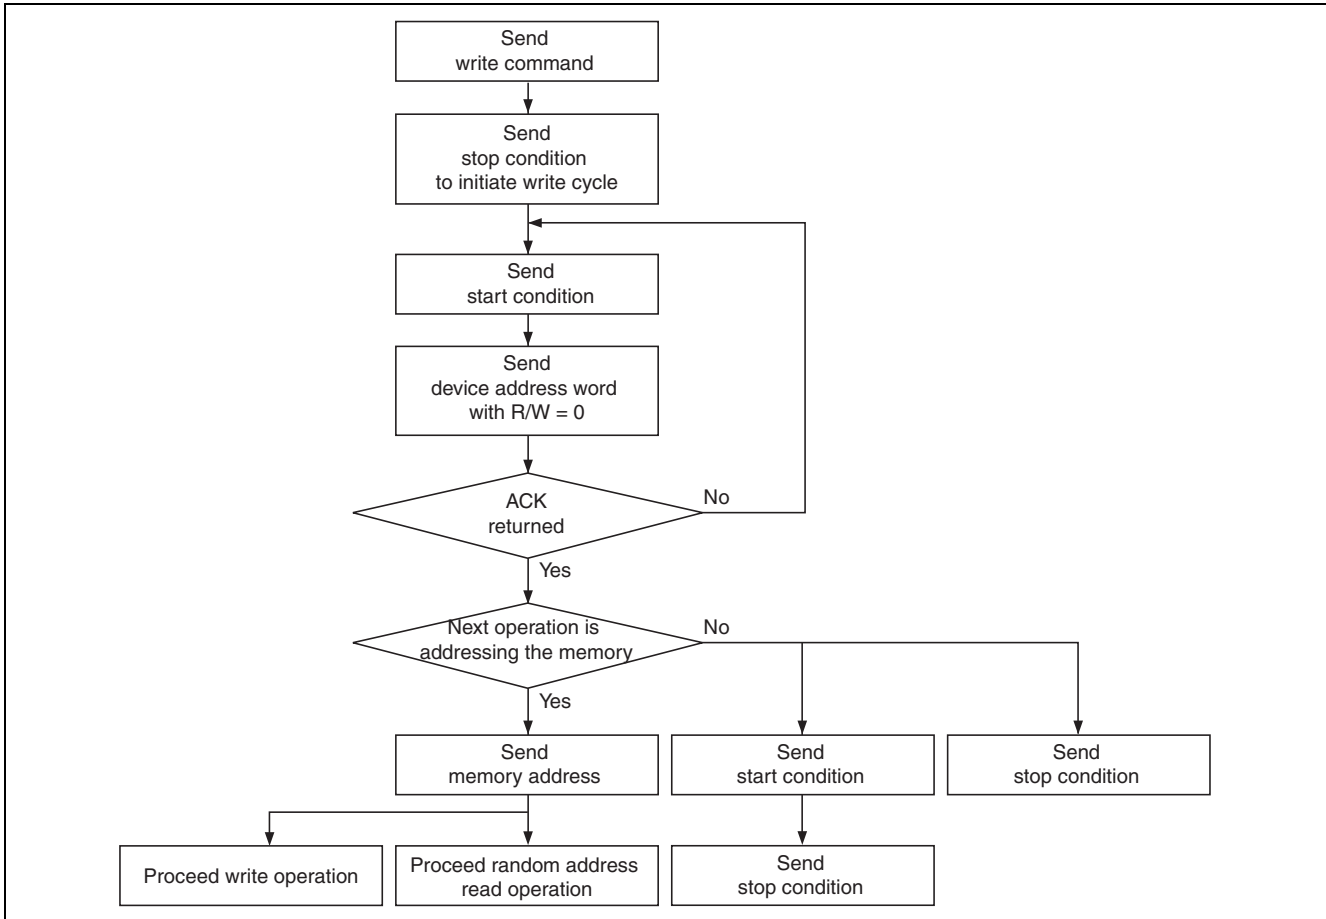 Send
write command
Send
stop condition
to initiate write cycle
Send
start condition
Send
device address word
with R/W = 0
ACK
returned
No
Yes
Next operation is
addressing the memory
No
Yes
Send
memory address
Send
start condition
Send
stop condition
Proceed write operation
Proceed random address
read operation
Send
stop condition